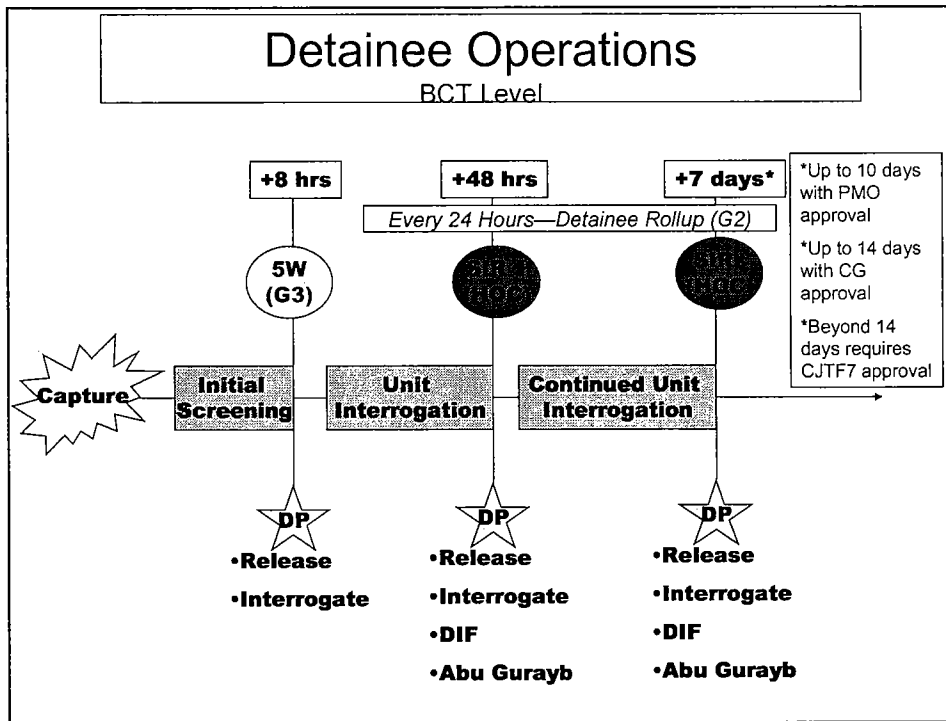 Detainee Operations
BCT Level
+8 hrs
+48 hrs
+7 days*
*Up to 10 days
with PMO
approval
*Up to 14 days
with CG
approval
*Beyond 14
days requires
CJTF7 approval
Every 24 Hours—Detainee Rollup (G2)
5W
(G3)
Capture
Initial
Screening
Unit
Interrogation
Continued Unit
Interrogation
DP
•Release
•Interrogate
DP
•Release
•Interrogate
•DIF
•Abu Gurayb
DP
•Release
•Interrogate
•DIF
•Abu Gurayb